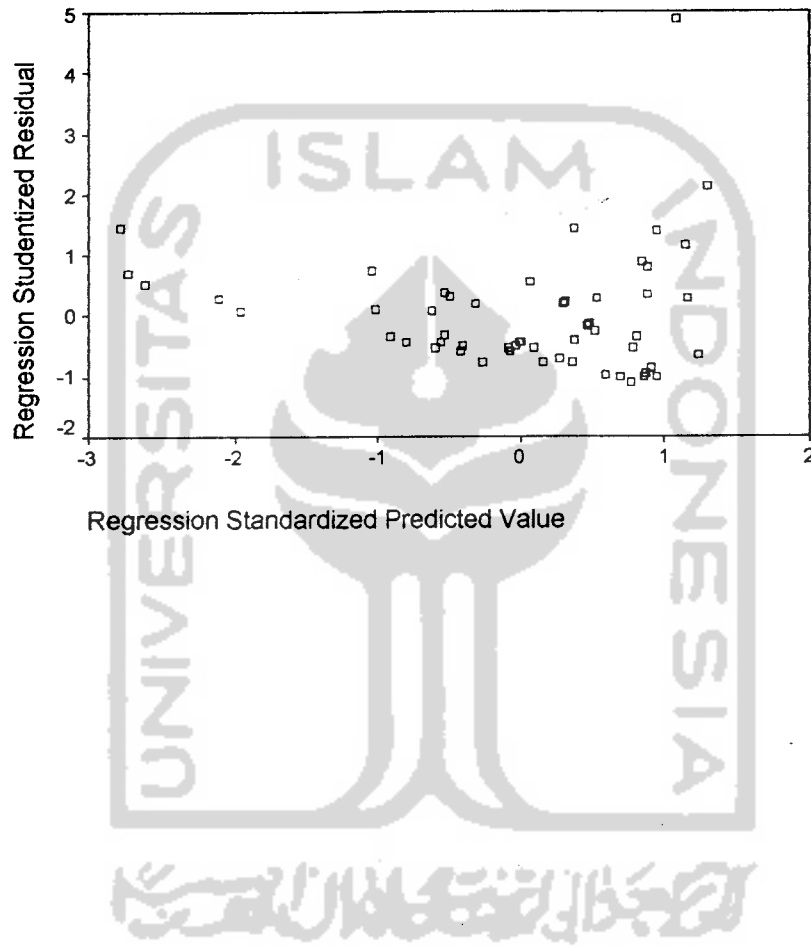 5
4
3
2
1
0
-1
-2
Regression Studentized Residual
-3
-2
-1
0
1
2
Regression Standardized Predicted Value
UNIVERSITAS
ISLAM
INDONESIA